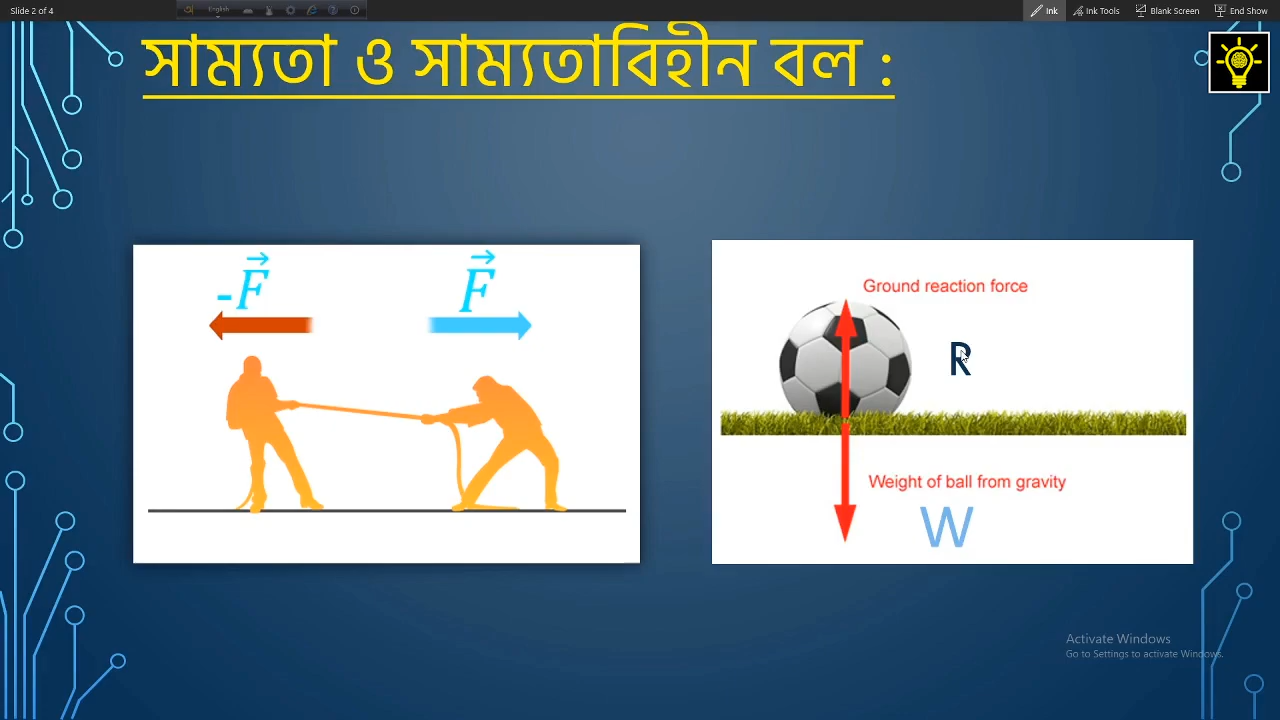 Slide 2 of 4
English
Ink
Ink Tools
Blank Screen
End Show
সাম্যতা ও সাম্যতাবিহীন বল :
-F⃗
F⃗
Ground reaction force
R
Weight of ball from gravity
W
Activate Windows
Go to Settings to activate Windows.